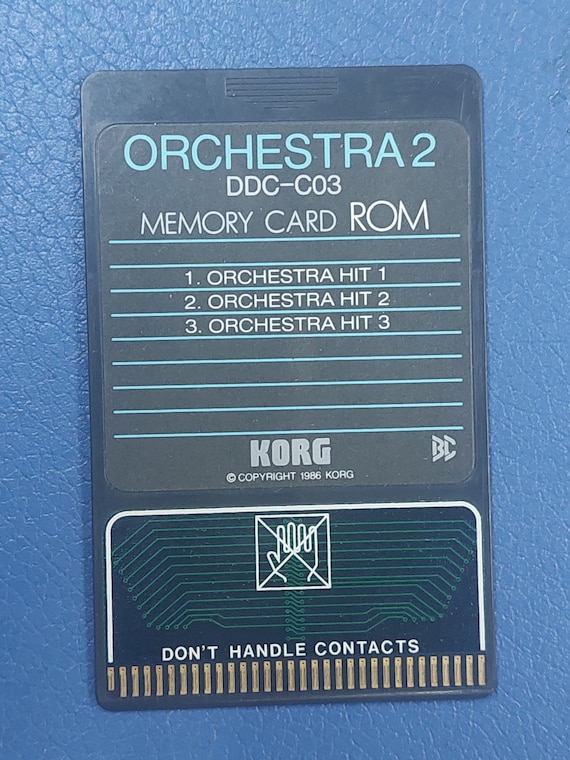 ORCHESTRA 2
DDC-C03
MEMORY CARD ROM
1. ORCHESTRA HIT 1
2. ORCHESTRA HIT 2
3. ORCHESTRA HIT 3
KORG
© COPYRIGHT 1986 KORG
DON'T HANDLE CONTACTS